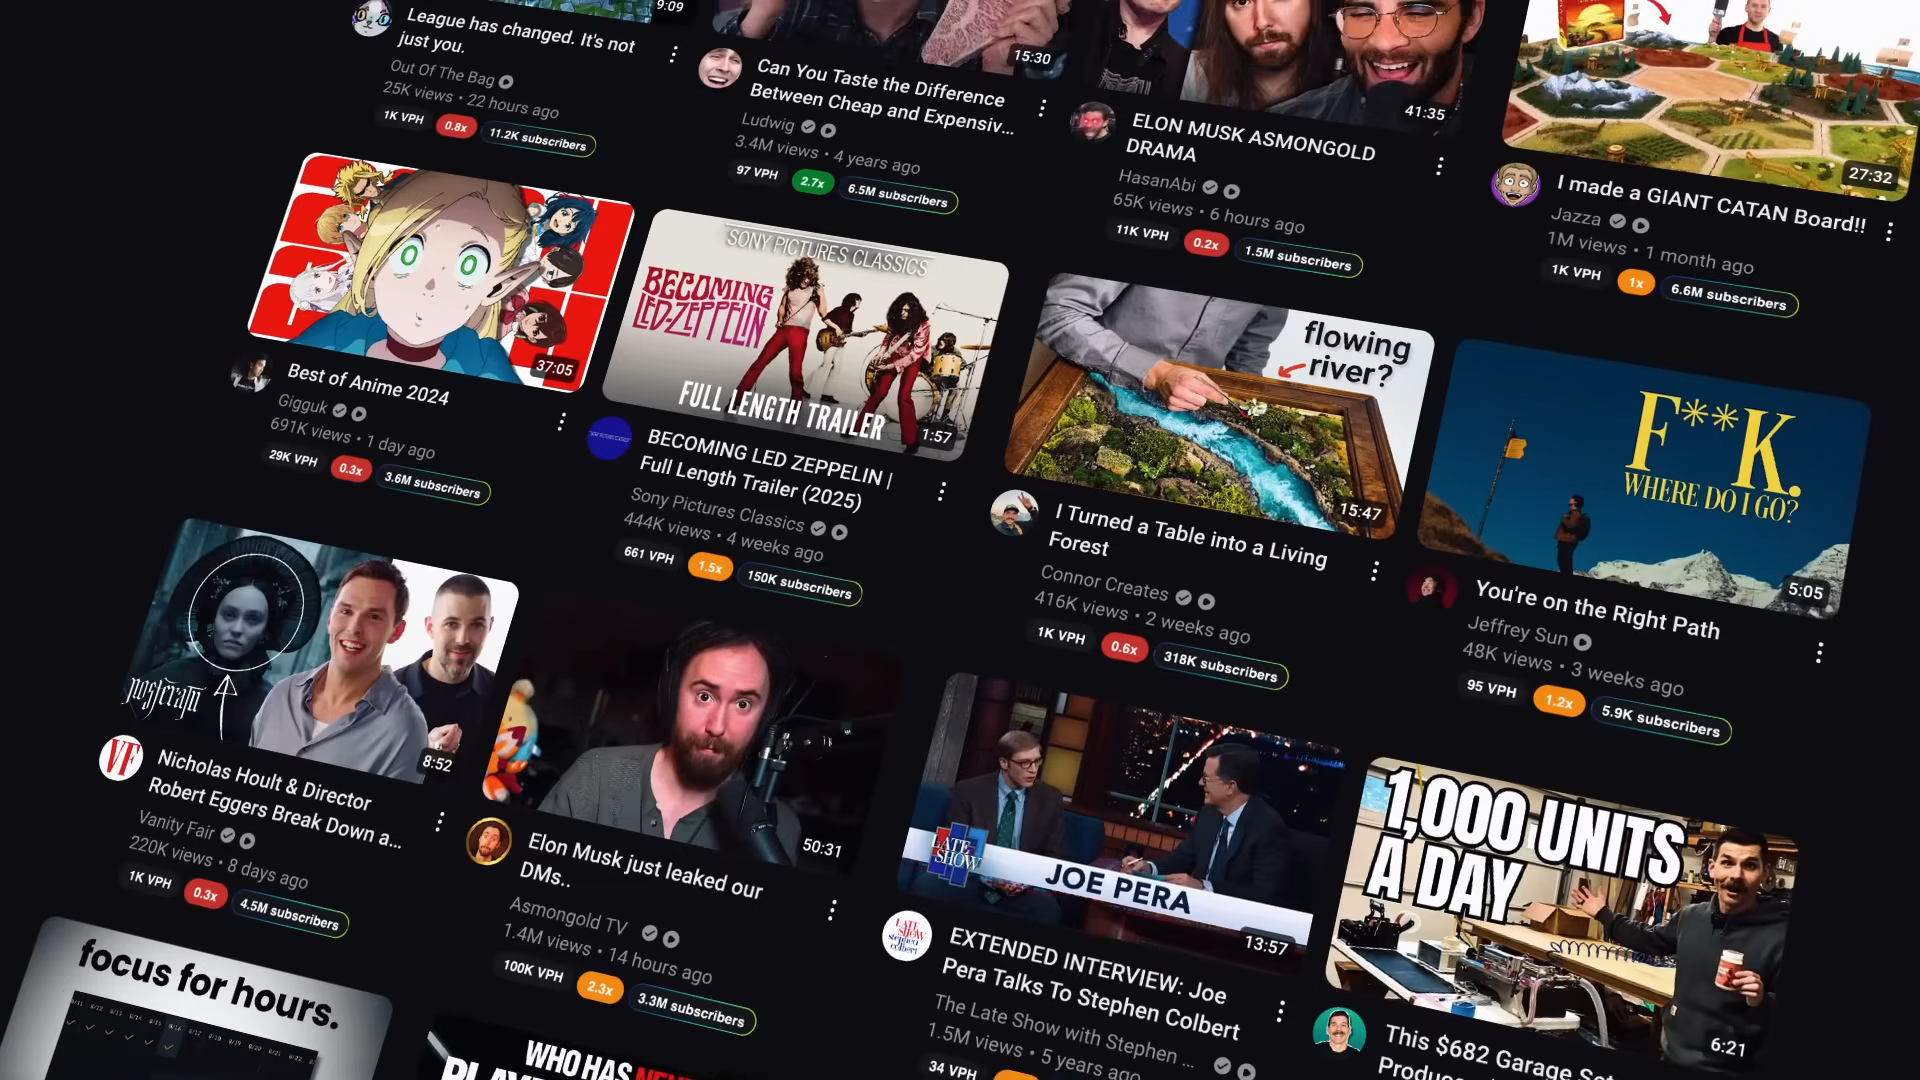 9:09
League has changed. It's not
just you.
Out Of The Bag
25K views • 22 hours ago
1K VPH
0.8x
11.2K subscribers
15:30
Can You Taste the Difference
Between Cheap and Expensiv...
Ludwig
3.4M views • 4 years ago
97 VPH
2.7x
6.5M subscribers
41:35
ELON MUSK ASMONGOLD
DRAMA
HasanAbi
65K views • 6 hours ago
11K VPH
0.2x
1.5M subscribers
27:32
I made a GIANT CATAN Board!!
Jazza
1M views • 1 month ago
1K VPH
1x
6.6M subscribers
37:05
Best of Anime 2024
Gigguk
691K views • 1 day ago
29K VPH
0.3x
3.6M subscribers
SONY PICTURES CLASSICS
BECOMING
LED-ZEPPELIN
FULL LENGTH TRAILER
1:57
BECOMING LED ZEPPELIN |
Full Length Trailer (2025)
Sony Pictures Classics
444K views • 4 weeks ago
661 VPH
1.5x
150K subscribers
flowing
river?
15:47
I Turned a Table into a Living
Forest
Connor Creates
416K views • 2 weeks ago
1K VPH
0.6x
318K subscribers
F**K.
WHERE DO I GO?
5:05
You're on the Right Path
Jeffrey Sun
48K views • 3 weeks ago
95 VPH
1.2x
5.9K subscribers
nosferatu
8:52
VF
Nicholas Hoult & Director
Robert Eggers Break Down a...
Vanity Fair
220K views • 8 days ago
1K VPH
0.3x
4.5M subscribers
50:31
Elon Musk just leaked our
DMs..
Asmongold TV
1.4M views • 14 hours ago
100K VPH
2.3x
3.3M subscribers
LATE
SHOW
JOE PERA
13:57
LATE
SHOW
stephen
colbert
EXTENDED INTERVIEW: Joe
Pera Talks To Stephen Colbert
The Late Show with Stephen ...
1.5M views • 5 years ago
34 VPH
1,000 UNITS
A DAY
6:21
This $682 Garage
focus for hours.
WHO HAS